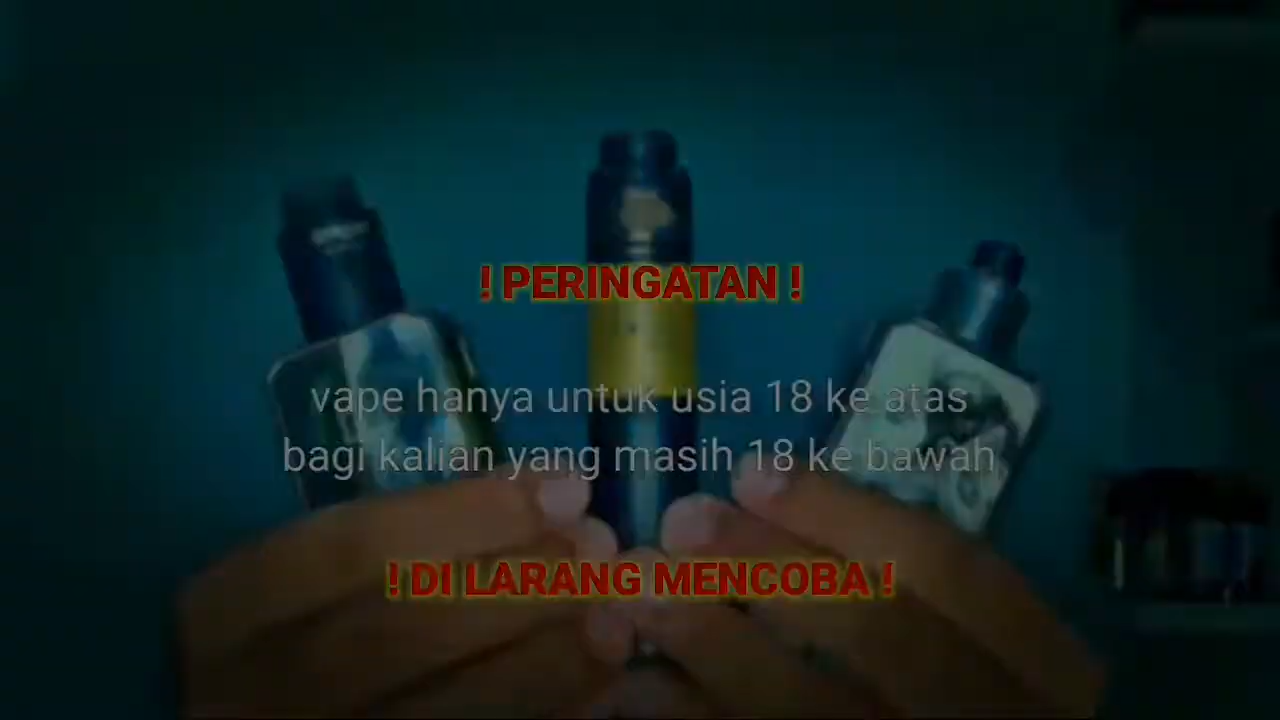 ! PERINGATAN !
vape hanya untuk usia 18 ke atas
bagi kalian yang masih 18 ke bawah
! DI LARANG MENCOBA !